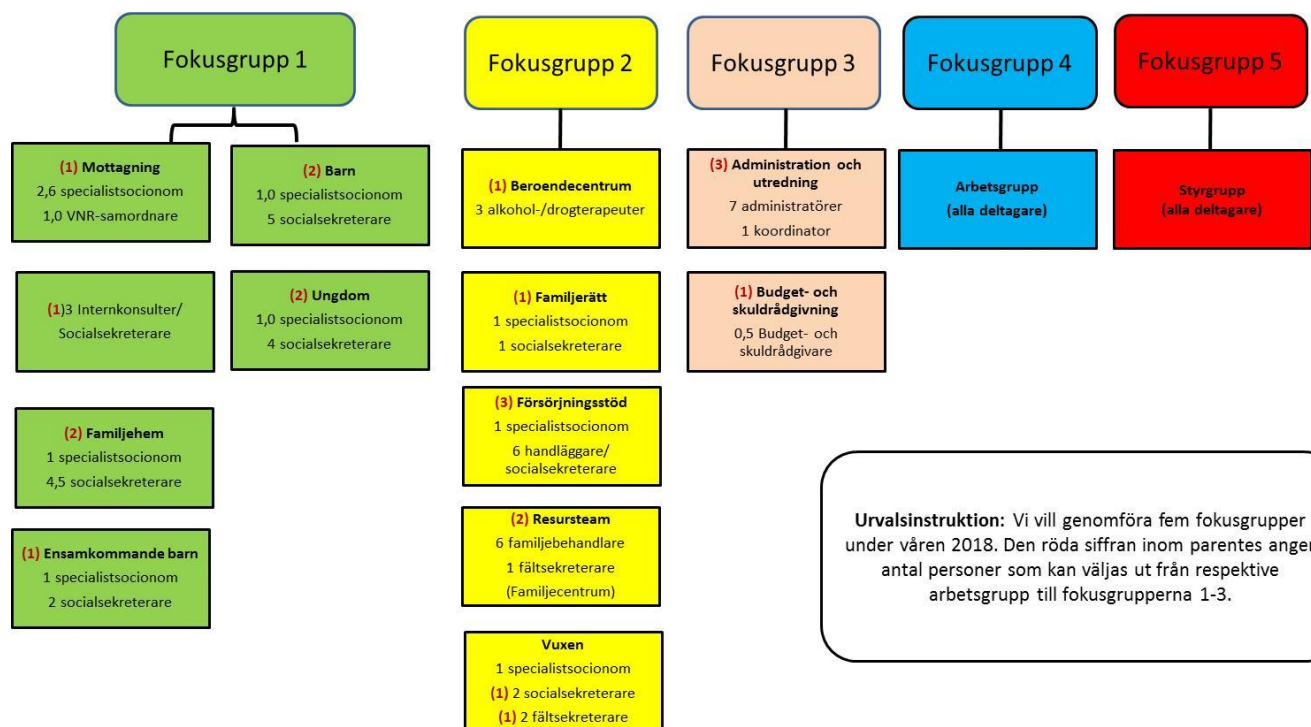 Fokusgrupp 1
(1) Mottagning
2,6 specialistsocionom
1,0 VNR-samordnare
(2) Barn
1,0 specialistsocionom
5 socialsekreterare
(1)3 Internkonsulter/
Socialsekreterare
(2) Ungdom
1,0 specialistsocionom
4 socialsekreterare
(2) Familjehem
1 specialistsocionom
4,5 socialsekreterare
(1) Ensamkommande barn
1 specialistsocionom
2 socialsekreterare
Fokusgrupp 2
(1) Beroendecentrum
3 alkohol-/drogterapeuter
(1) Familjerätt
1 specialistsocionom
1 socialsekreterare
(3) Försörjningsstöd
1 specialistsocionom
6 handläggare/
socialsekreterare
(2) Resursteam
6 familjebehandlare
1 fältsekreterare
(Familjecentrum)
Vuxen
1 specialistsocionom
(1) 2 socialsekreterare
(1) 2 fältsekreterare
Fokusgrupp 3
(3) Administration och
utredning
7 administratörer
1 koordinator
(1) Budget- och
skuldrådgivning
0,5 Budget- och
skuldrådgivare
Fokusgrupp 4
Arbetsgrupp
(alla deltagare)
Fokusgrupp 5
Styrgrupp
(alla deltagare)
Urvalsinstruktion: Vi vill genomföra fem fokusgrupper
under våren 2018. Den röda siffran inom parentes anger
antal personer som kan väljas ut från respektive
arbetsgrupp till fokusgrupperna 1-3.